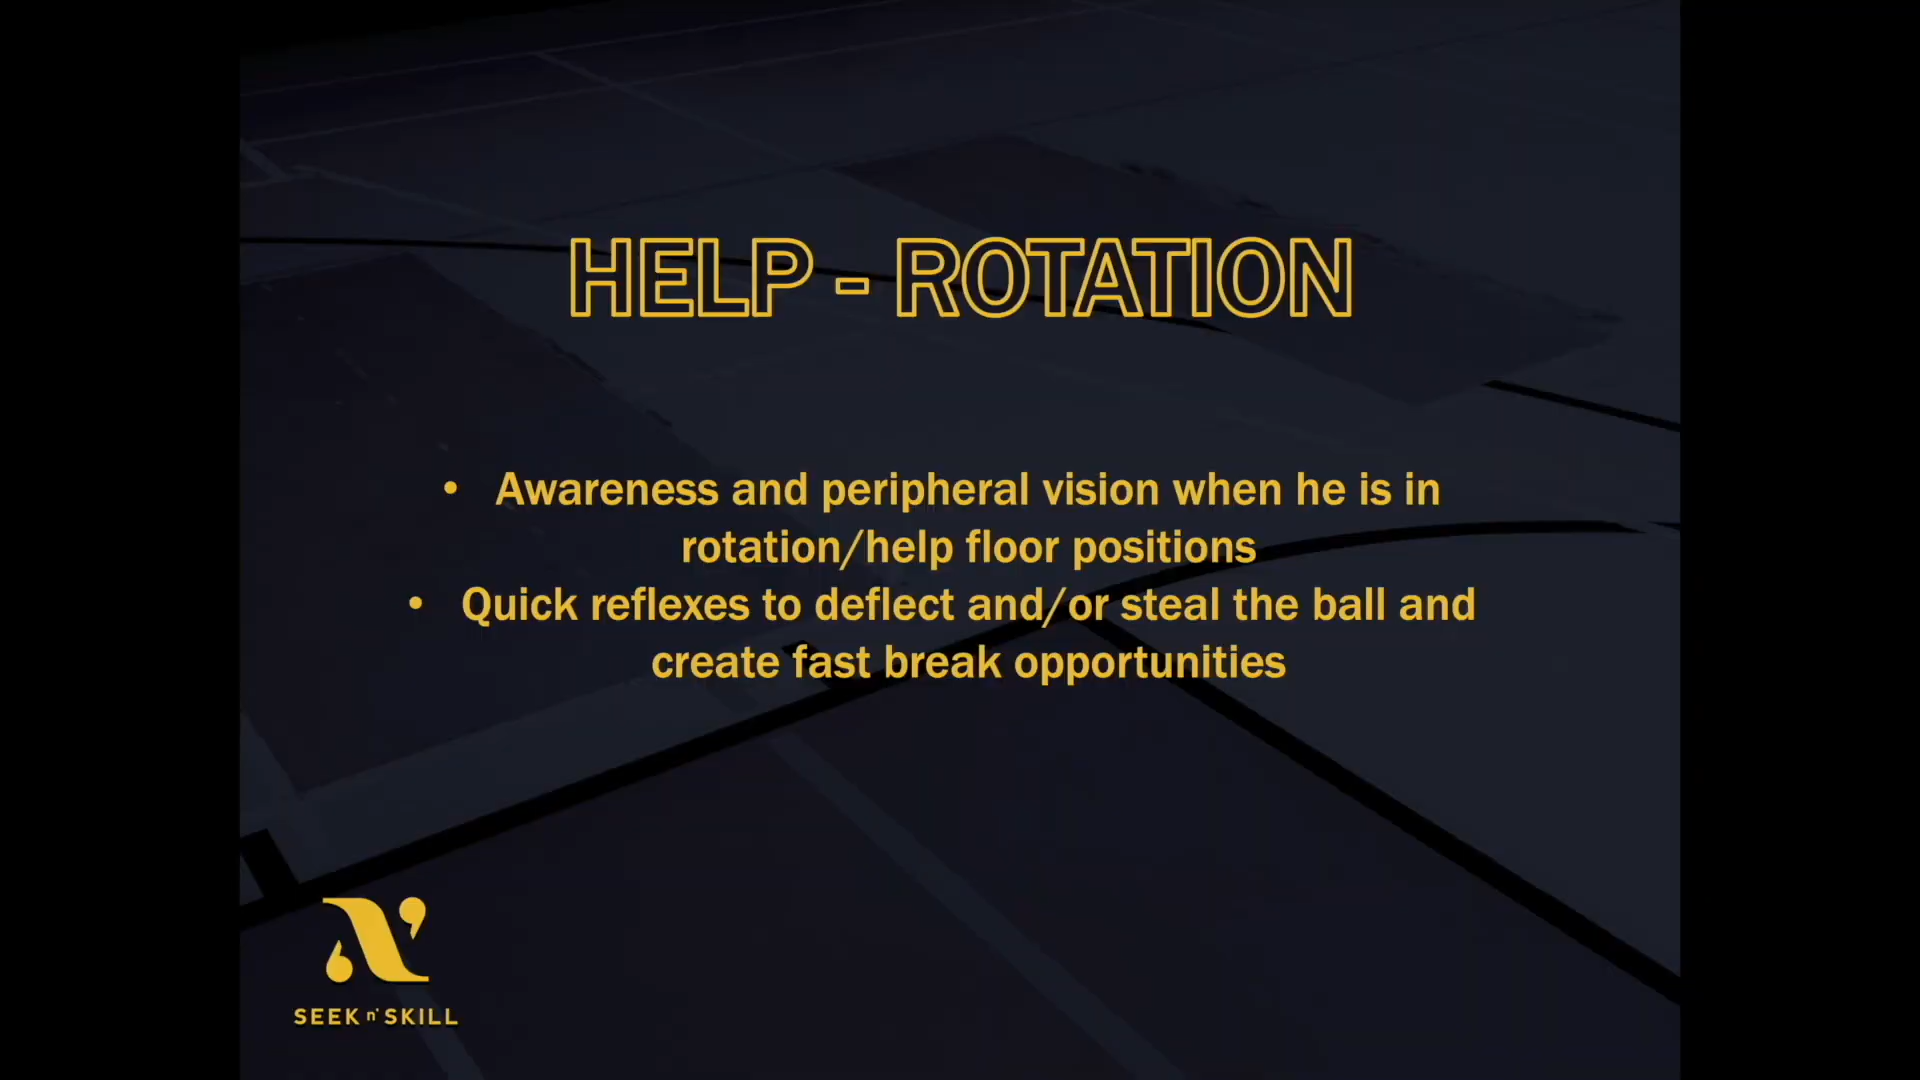 HELP - ROTATION
• Awareness and peripheral vision when he is in
rotation/help floor positions
• Quick reflexes to deflect and/or steal the ball and
create fast break opportunities
SEEK n' SKILL